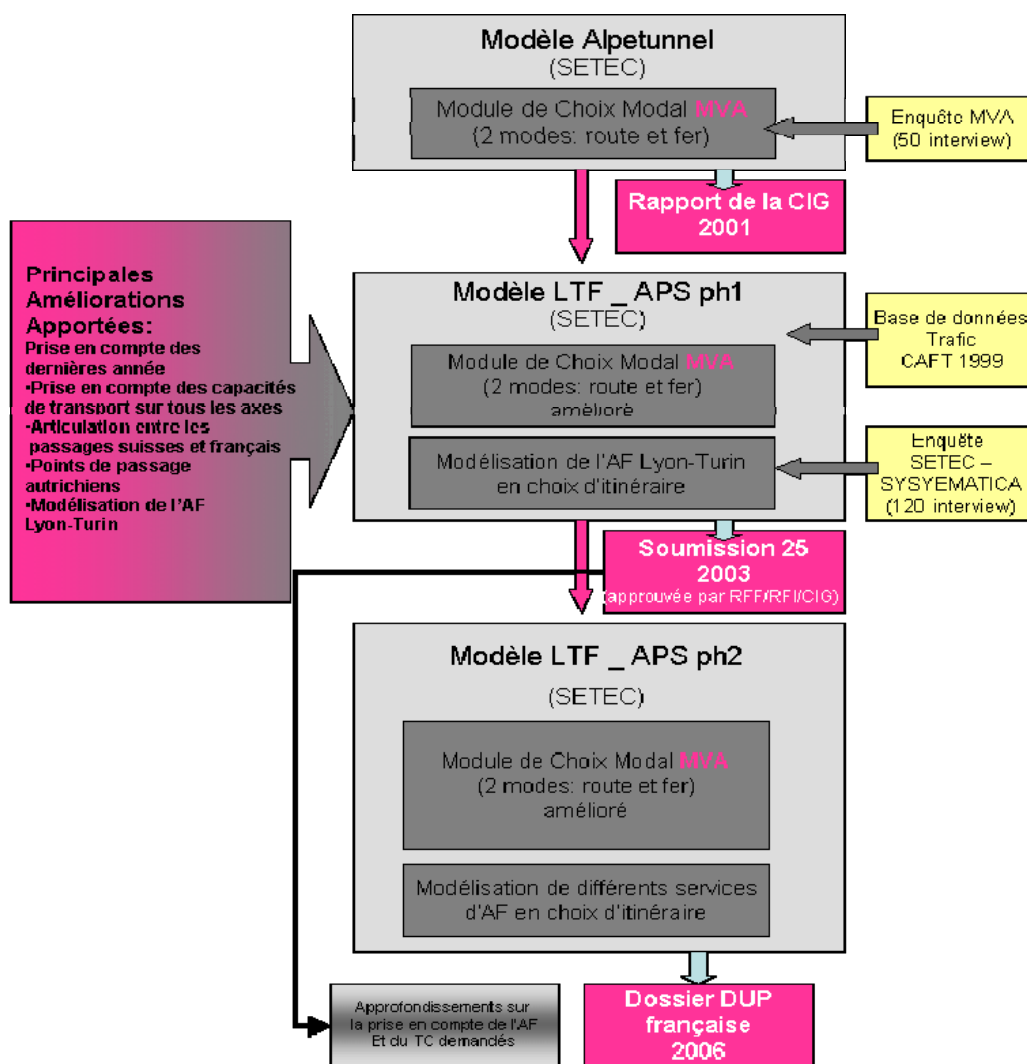 Modèle Alpetunnel
(SETEC)
Module de Choix Modal MVA
(2 modes: route et fer)
Enquête MVA
(50 interview)
Rapport de la CIG
2001
Principales
Améliorations
Apportées:
Prise en compte des
dernières année
•Prise en compte des capacités
de transport sur tous les axes
•Articulation entre les
passages suisses et français
•Points de passage
autrichiens
•Modélisation de l'AF
Lyon-Turin
Modèle LTF _ APS ph1
(SETEC)
Module de Choix Modal MVA
(2 modes: route et fer)
amélioré
Modélisation de l'AF Lyon-Turin
en choix d'itinéraire
Base de données
Trafic
CAFT 1999
Enquête
SETEC –
SYSYEMATICA
(120 interview)
Soumission 25
2003
(approuvée par RFF/RFI/CIG)
Modèle LTF _ APS ph2
(SETEC)
Module de Choix Modal MVA
(2 modes: route et fer)
amélioré
Modélisation de différents services
d'AF en choix d'itinéraire
Approfondissements sur
la prise en compte de l'AF
Et du TC demandés
Dossier DUP
française
2006